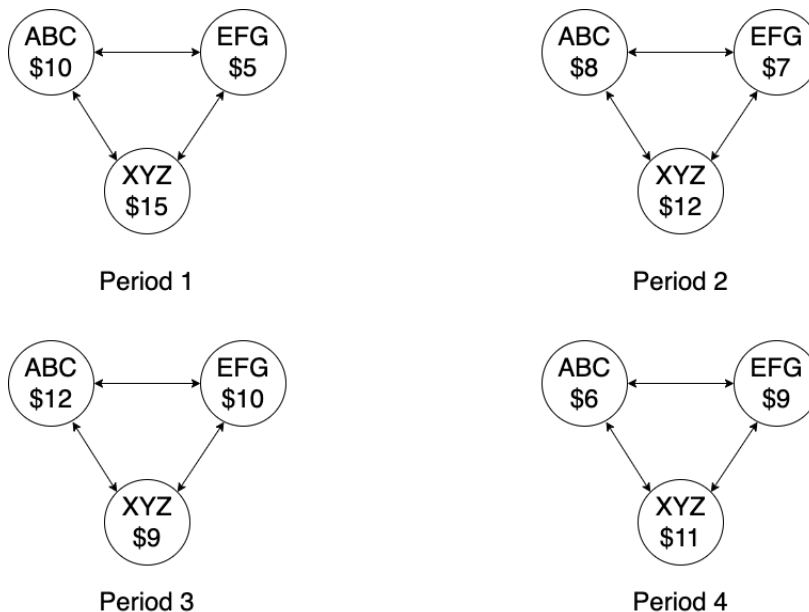 ABC
$10
EFG
$5
XYZ
$15
Period 1
ABC
$8
EFG
$7
XYZ
$12
Period 2
ABC
$12
EFG
$10
XYZ
$9
Period 3
ABC
$6
EFG
$9
XYZ
$11
Period 4